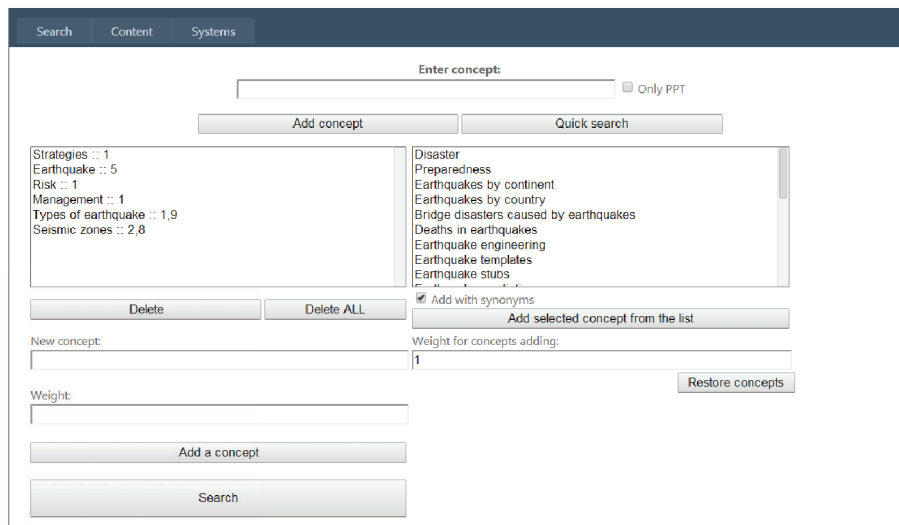 Search Content Systems
Enter concept:
Only PPT
Add concept Quick search
Strategies :: 1
Earthquake :: 5
Risk :: 1
Management :: 1
Types of earthquake :: 1,9
Seismic zones :: 2,8
Disaster
Preparedness
Earthquakes by continent
Earthquakes by country
Bridge disasters caused by earthquakes
Deaths in earthquakes
Earthquake engineering
Earthquake templates
Earthquake stubs
Delete Delete ALL
Add with synonyms
Add selected concept from the list
New concept:
Weight for concepts adding:
1
Restore concepts
Weight:
Add a concept
Search